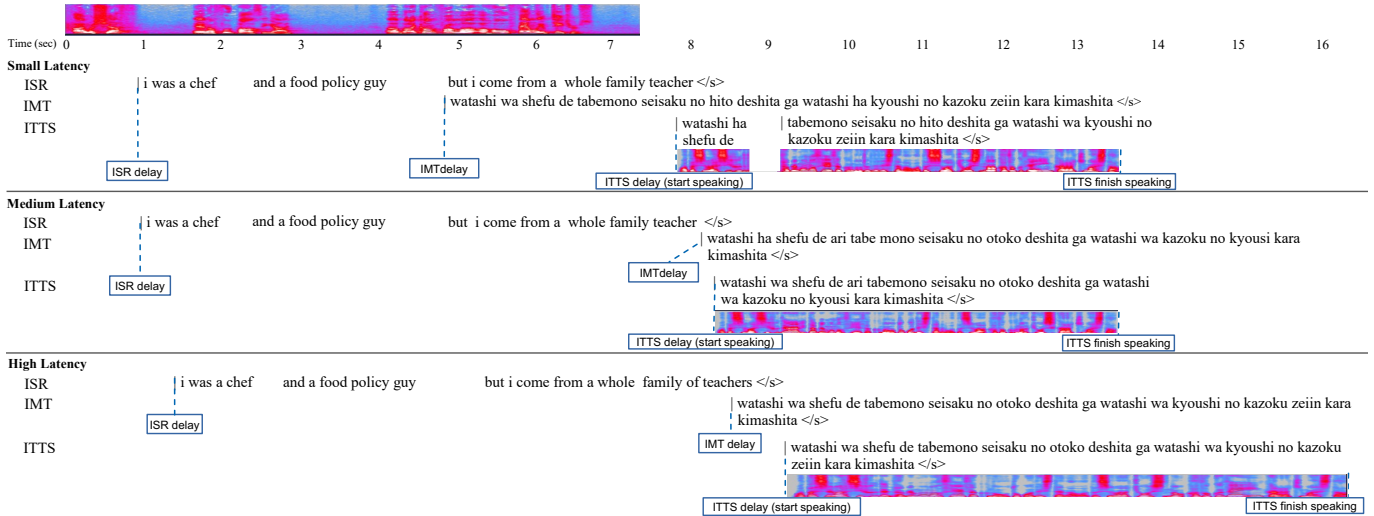 Time (sec) 0 1 2 3 4 5 6 7 8 9 10 11 12 13 14 15 16
Small Latency
ISR | i was a chef and a food policy guy but i come from a whole family teacher </s>
IMT | watashi wa shefu de tabemono seisaku no hito deshita ga watashi ha kyoushi no kazoku zeiin kara kimashita </s>
ITTS | watashi ha | tabemono seisaku no hito deshita ga watashi wa kyoushi no
shefu de kazoku zeiin kara kimashita </s>
ISR delay IMTdelay ITTS delay (start speaking) ITTS finish speaking
Medium Latency
ISR | i was a chef and a food policy guy but i come from a whole family teacher </s>
IMT | watashi ha shefu de ari tabe mono seisaku no otoko deshita ga watashi wa kazoku no kyousi kara
kimashita </s>
IMTdelay
ITTS ISR delay | watashi wa shefu de ari tabemono seisaku no otoko deshita ga watashi
wa kazoku no kyousi kara kimashita </s>
ITTS delay (start speaking) ITTS finish speaking
High Latency
ISR | i was a chef and a food policy guy but i come from a whole family of teachers </s>
IMT | watashi wa shefu de tabemono seisaku no otoko deshita ga watashi wa kyoushi no kazoku zeiin kara
kimashita </s>
ISR delay IMT delay
ITTS | watashi wa shefu de tabemono seisaku no otoko deshita ga watashi wa kyoushi no kazoku
zeiin kara kimashita </s>
ITTS delay (start speaking) ITTS finish speaking